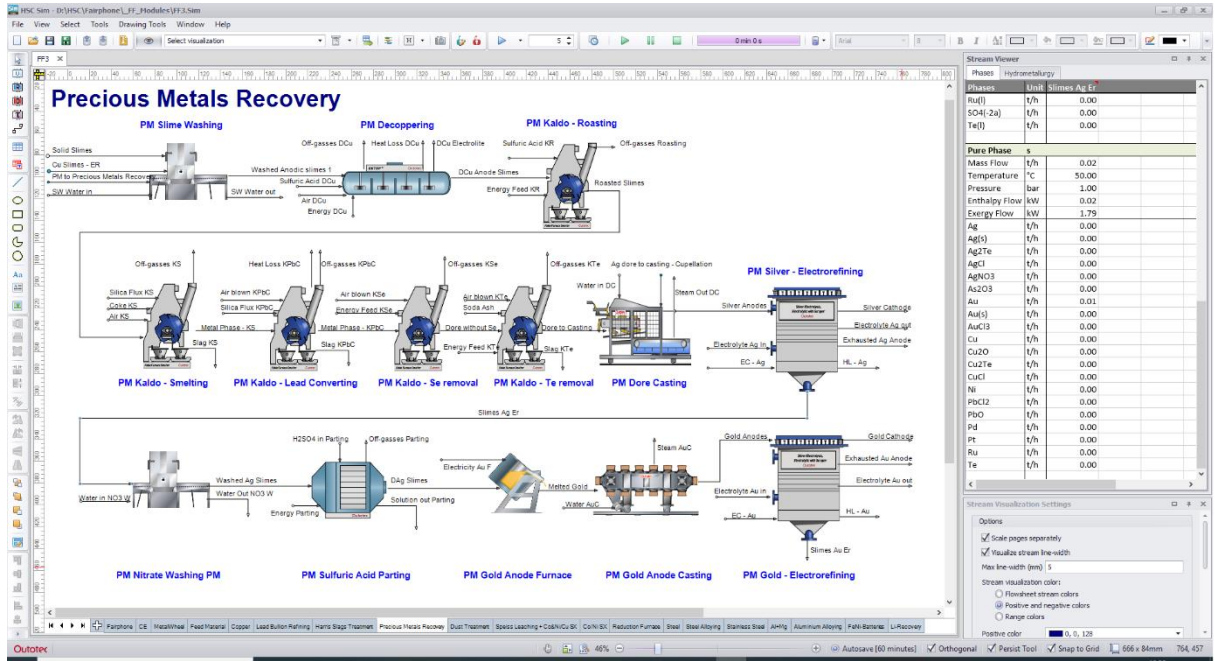 HSC Sim - D:\HSC\Fairphone\_FF_Modules\FF3.Sim
File View Select Tools Drawing Tools Window Help
Select visualization
5
0 min 0 s
Arial
8
FF3
Precious Metals Recovery
PM Slime Washing
PM Decoppering
PM Kaldo - Roasting
Solid Slimes
Cu Slimes - ER
PM to Precious Metals Recovery
SW Water in
SW Water out
Washed Anodic slimes 1
Off-gasses DCu
Heat Loss DCu
DCu Electrolite
Sulfuric Acid DCu
Air DCu
Energy DCu
DCu Anode Slimes
Sulfuric Acid KR
Off-gasses Roasting
Energy Feed KR
Roasted Slimes
Off-gasses KS
Heat Loss KPbC
Off-gasses KPbC
Off-gasses KSe
Off-gasses KTe
Ag dore to casting - Cupellation
PM Silver - Electrorefining
Silica Flux KS
Coke KS
Air KS
Metal Phase - KS
Slag KS
Air blown KPbC
Silica Flux KPbC
Metal Phase - KPbC
Slag KPbC
Air blown KSe
Energy Feed KSe
Dore without Se
Air blown KTe
Soda Ash
Energy Feed KTe
Dore to Casting
Slag KTe
Water in DC
Steam Out DC
Silver Anodes
Silver Cathode
Electrolyte Ag out
Exhausted Ag Anode
Electrolyte Ag in
EC - Ag
HL - Ag
PM Kaldo - Smelting
PM Kaldo - Lead Converting
PM Kaldo - Se removal
PM Kaldo - Te removal
PM Dore Casting
Slimes Ag Er
H2SO4 in Parting
Off-gasses Parting
Washed Ag Slimes
Water in NO3 W
Water Out NO3 W
Energy Parting
DAg Slimes
Solution out Parting
Electricity Au F
Melted Gold
Water AuC
Steam AuC
Gold Anodes
Gold Cathode
Exhausted Au Anode
Electrolyte Au out
Electrolyte Au in
EC - Au
HL - Au
Slimes Au Er
PM Nitrate Washing PM
PM Sulfuric Acid Parting
PM Gold Anode Furnace
PM Gold Anode Casting
PM Gold - Electrorefining
Fairphone CE MetalWheel Feed Material Copper Lead Bullion Refining Harris Slags Treatment Precious Metals Recovery Dust Treatment Speiss Leaching + Co&Ni/Cu SX Co/Ni SX Reduction Furnace Steel Steel Alloying Stainless Steel Al+Mg Aluminium Alloying FeNi-Batteries Li-Recovery
Stream Viewer
Phases Hydrometallurgy
Phases Unit Slimes Ag Er
Ru(l) t/h 0.00
SO4(-2a) t/h 0.00
Te(l) t/h 0.00
Pure Phase s
Mass Flow t/h 0.02
Temperature °C 50.00
Pressure bar 1.00
Enthalpy Flow kW 0.02
Exergy Flow kW 1.79
Ag t/h 0.00
Ag(s) t/h 0.00
Ag2Te t/h 0.00
AgCl t/h 0.00
AgNO3 t/h 0.00
As2O3 t/h 0.00
Au t/h 0.01
Au(s) t/h 0.00
AuCl3 t/h 0.00
Cu t/h 0.00
Cu2O t/h 0.00
Cu2Te t/h 0.00
CuCl t/h 0.00
Ni t/h 0.00
PbCl2 t/h 0.00
PbO t/h 0.00
Pd t/h 0.00
Pt t/h 0.00
Ru t/h 0.00
Te t/h 0.00
Stream Visualization Settings
Options
Scale pages separately
Visualize stream line-width
Max line-width (mm) 5
Stream visualization color:
Flowsheet stream colors
Positive and negative colors
Range colors
Positive color 0, 0, 128
Outotec
46%
Autosave [60 minutes] Orthogonal Persist Tool Snap to Grid 666 x 84mm 764, 457